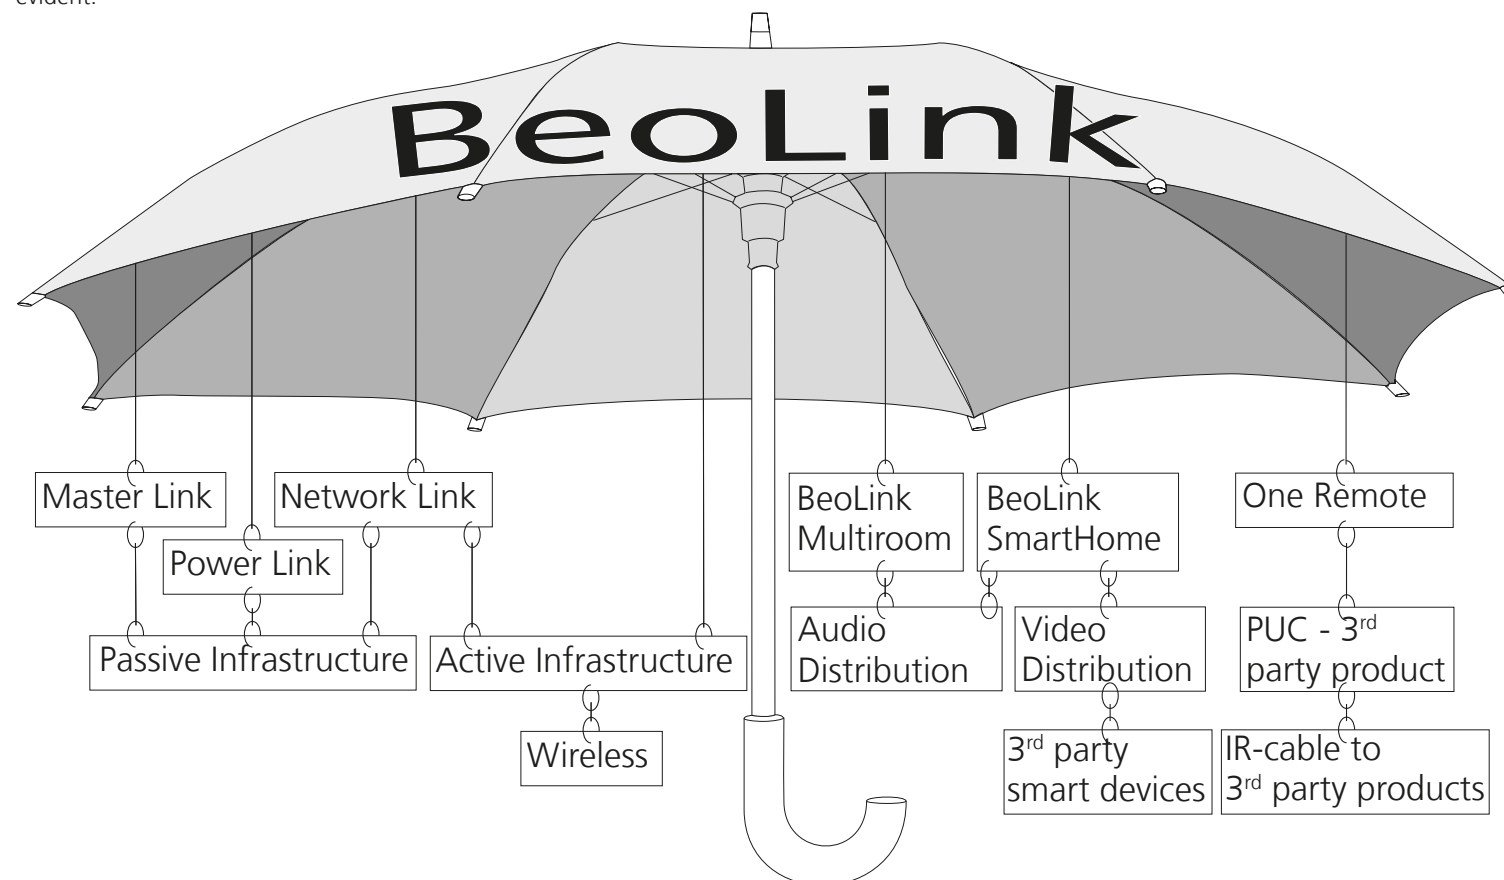 evident.
BeoLink
Master Link
Network Link
Power Link
Passive Infrastructure
Active Infrastructure
Wireless
BeoLink
Multiroom
BeoLink
SmartHome
One Remote
Audio
Distribution
Video
Distribution
PUC - 3rd
party product
3rd party
smart devices
IR-cable to
3rd party products